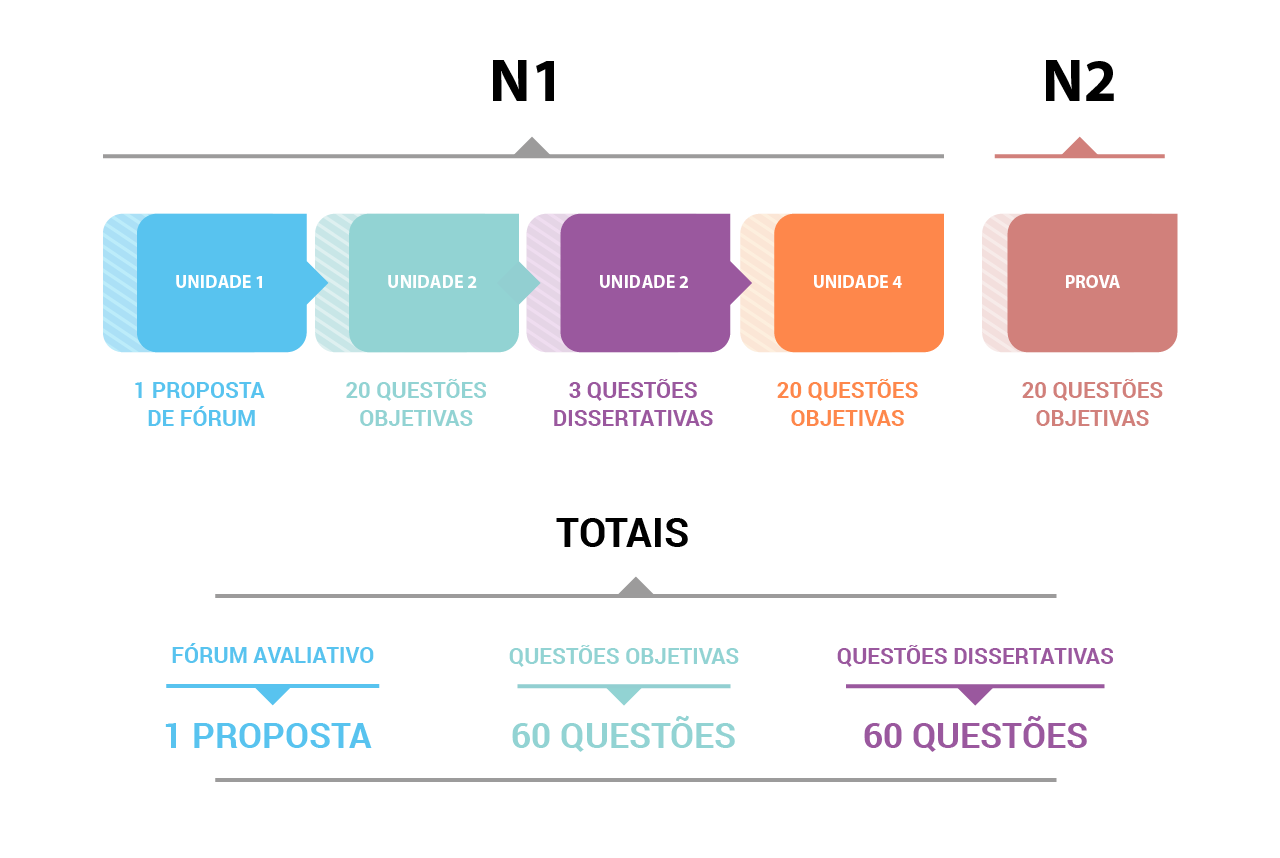 N1
N2
UNIDADE 1
UNIDADE 2
UNIDADE 2
UNIDADE 4
PROVA
1 PROPOSTA
DE FÓRUM
20 QUESTÕES
OBJETIVAS
3 QUESTÕES
DISSERTATIVAS
20 QUESTÕES
OBJETIVAS
20 QUESTÕES
OBJETIVAS
TOTAIS
FÓRUM AVALIATIVO
1 PROPOSTA
QUESTÕES OBJETIVAS
60 QUESTÕES
QUESTÕES DISSERTATIVAS
60 QUESTÕES